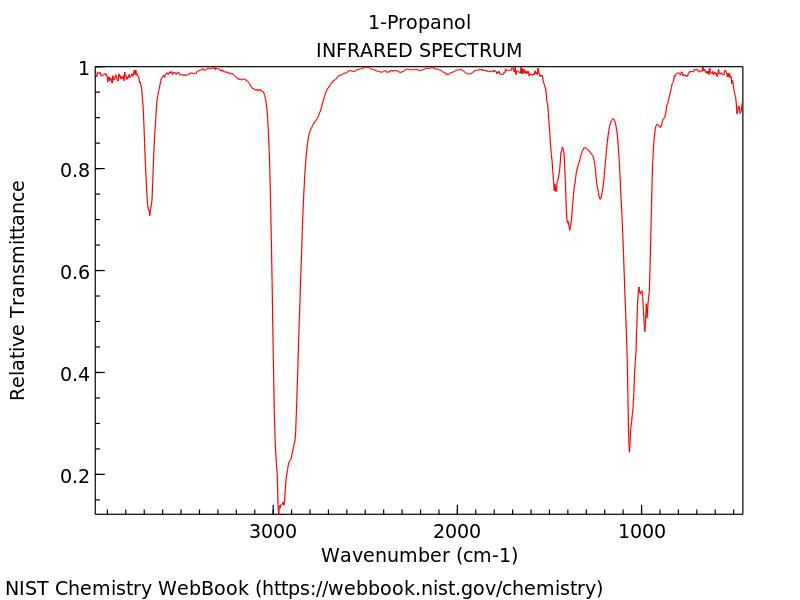 1-Propanol
INFRARED SPECTRUM
1
0.8
0.6
0.4
0.2
Relative Transmittance
3000 2000 1000
Wavenumber (cm-1)
NIST Chemistry WebBook (https://webbook.nist.gov/chemistry)